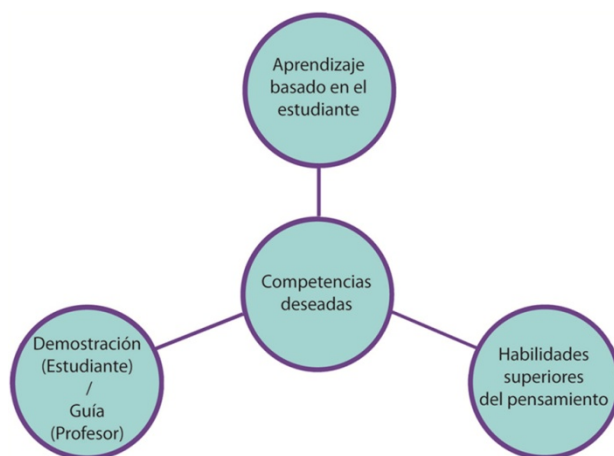 Aprendizaje
basado en el
estudiante
Competencias
deseadas
Demostración
(Estudiante)
/
Guía
(Profesor)
Habilidades
superiores
del pensamiento